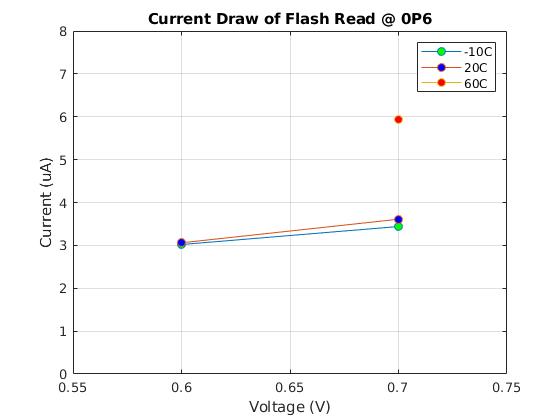 Current Draw of Flash Read @ 0P6
8
7
6
5
4
3
2
1
0
Current (uA)
-10C
20C
60C
0.55 0.6 0.65 0.7 0.75
Voltage (V)